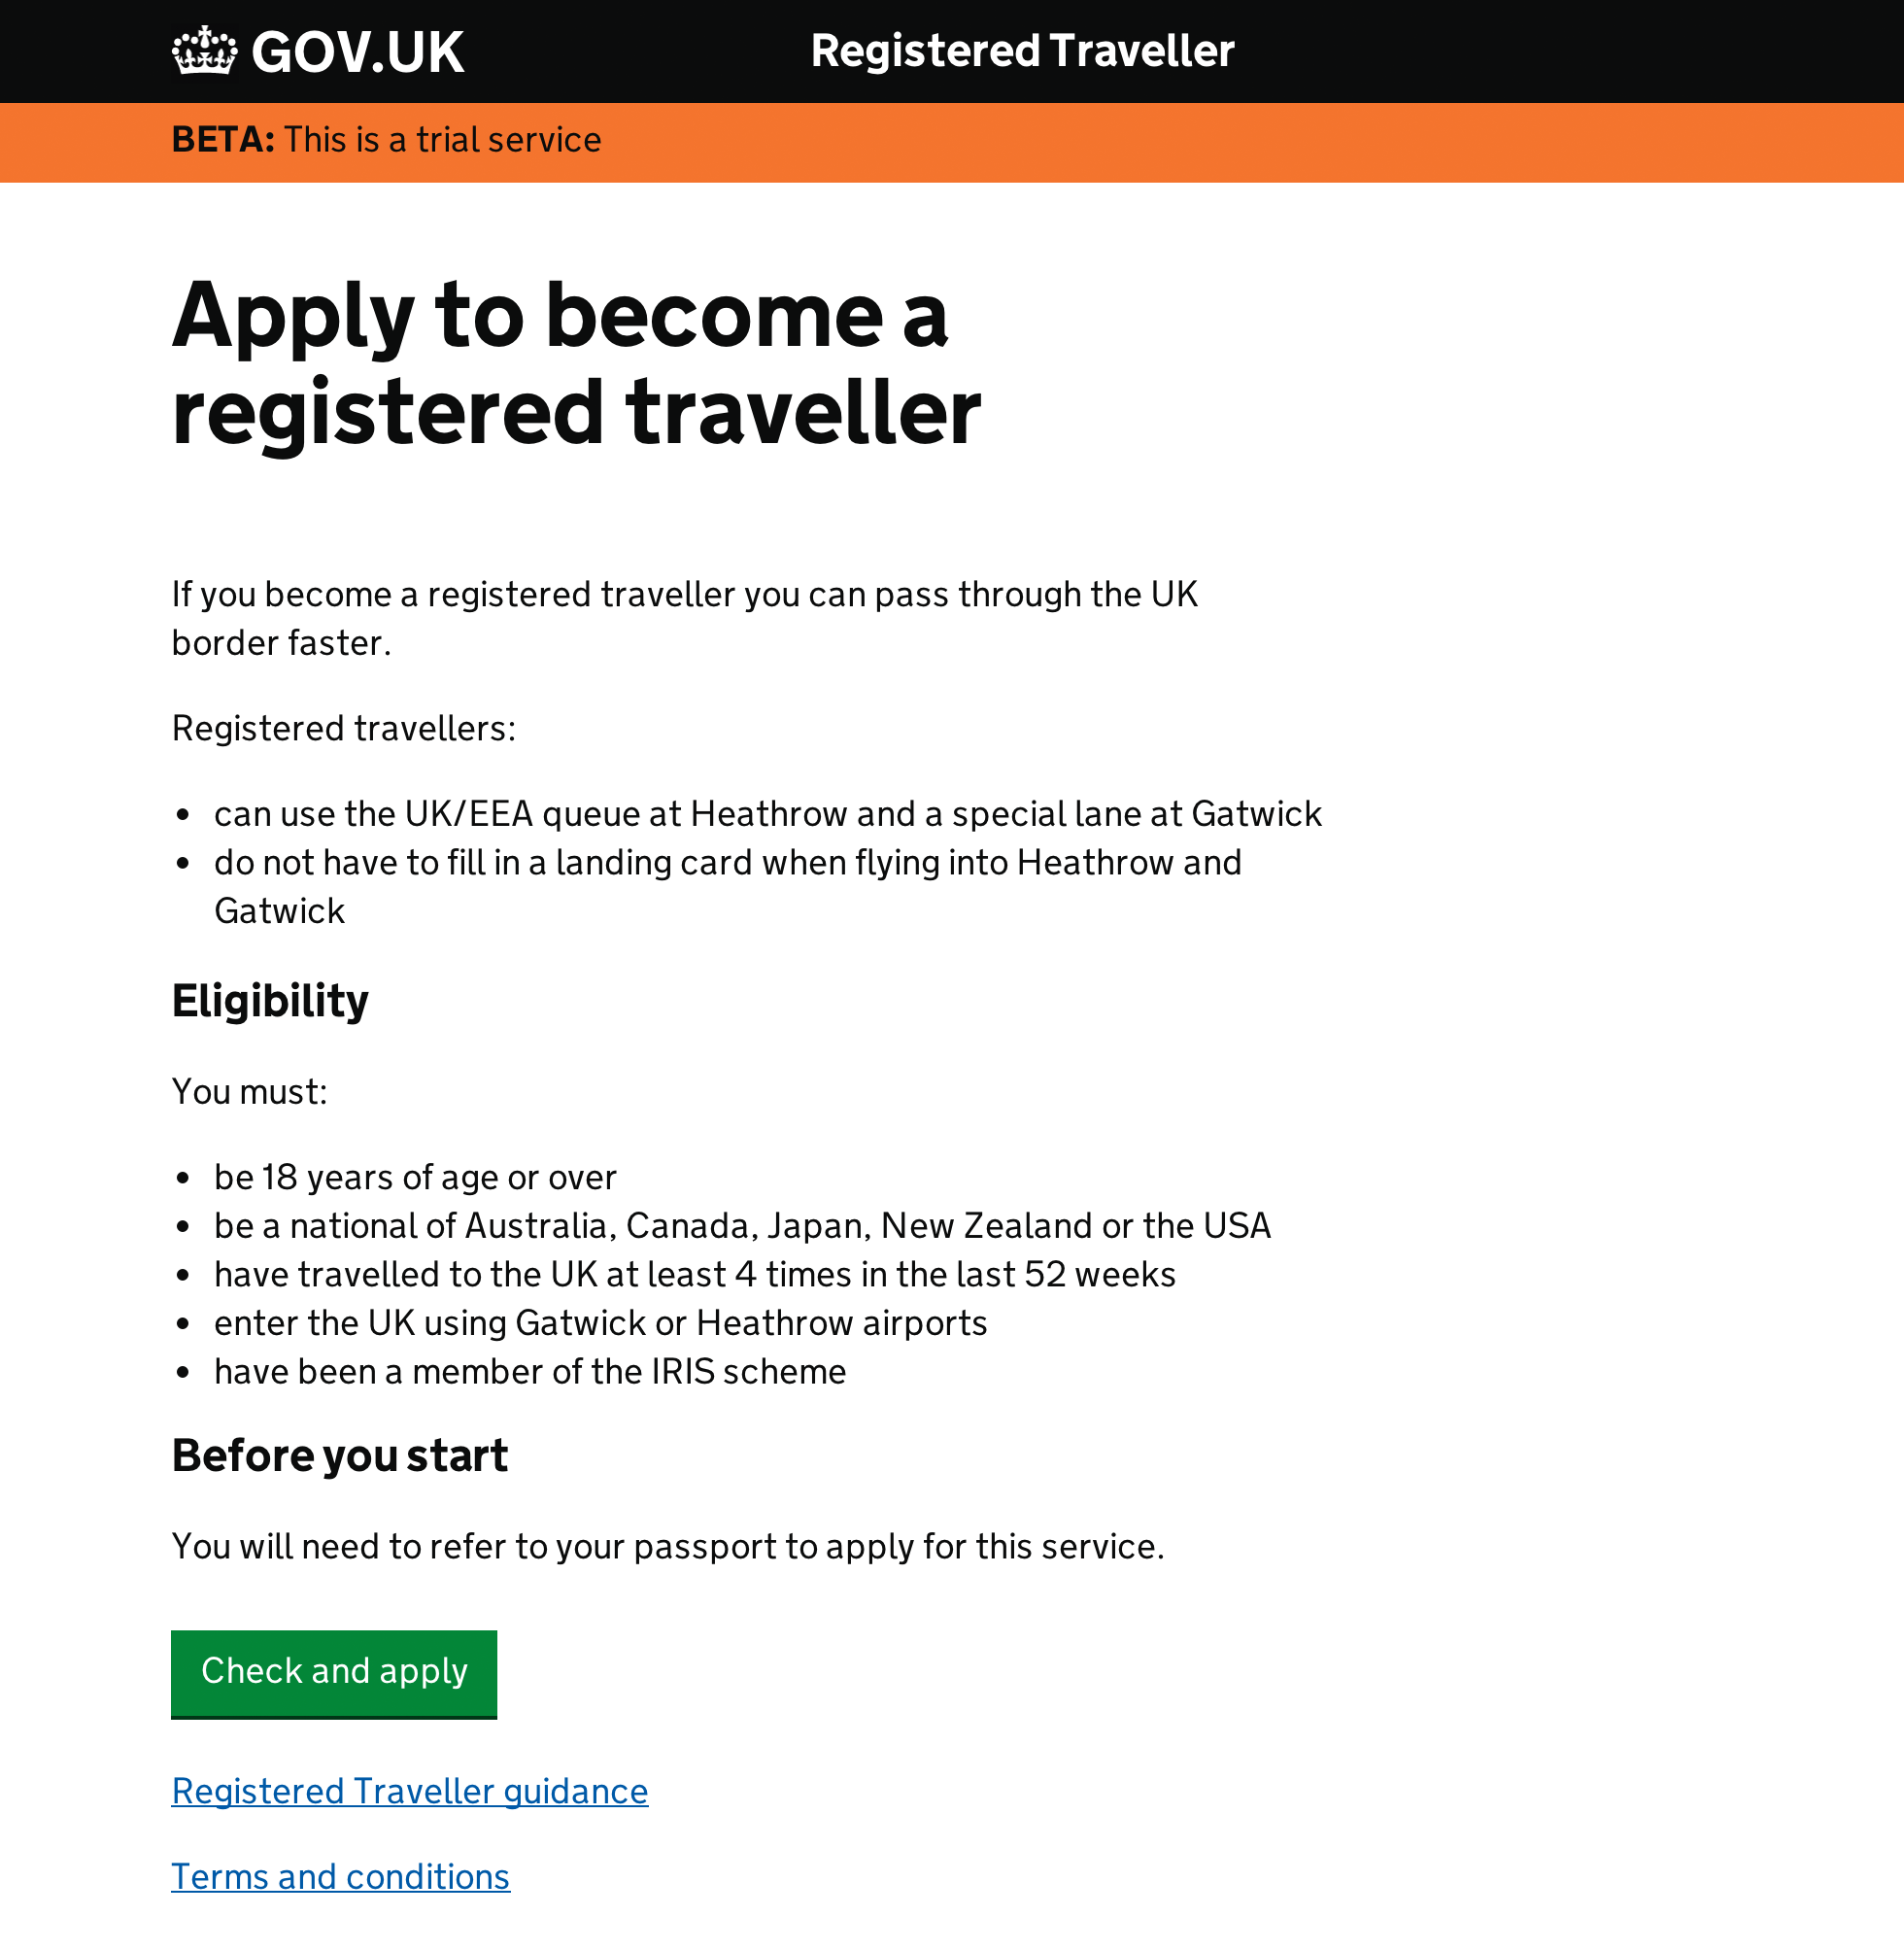 GOV.UK
Registered Traveller
BETA: This is a trial service
Apply to become a
registered traveller
If you become a registered traveller you can pass through the UK
border faster.
Registered travellers:
• can use the UK/EEA queue at Heathrow and a special lane at Gatwick
• do not have to fill in a landing card when flying into Heathrow and
Gatwick
Eligibility
You must:
• be 18 years of age or over
• be a national of Australia, Canada, Japan, New Zealand or the USA
• have travelled to the UK at least 4 times in the last 52 weeks
• enter the UK using Gatwick or Heathrow airports
• have been a member of the IRIS scheme
Before you start
You will need to refer to your passport to apply for this service.
Check and apply
Registered Traveller guidance
Terms and conditions